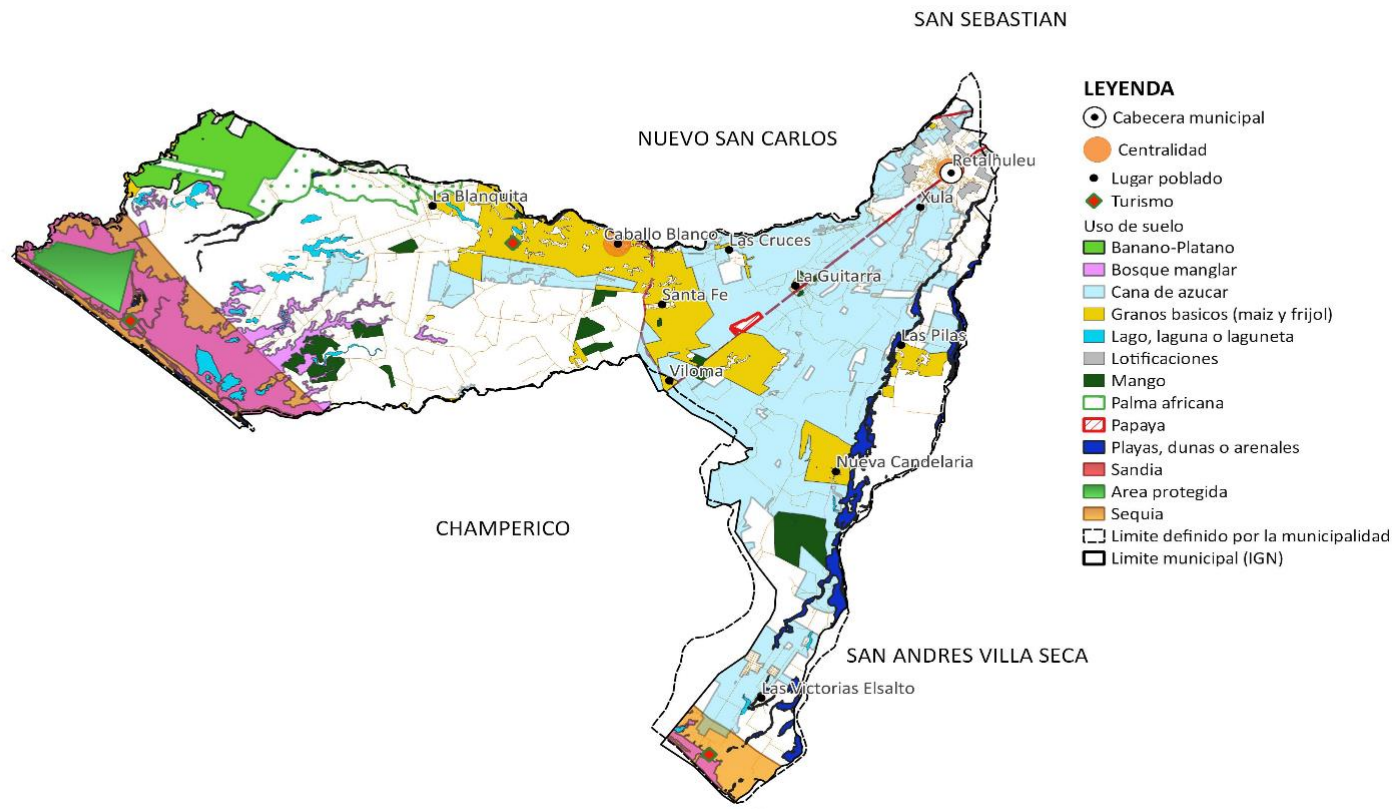 SAN SEBASTIAN
NUEVO SAN CARLOS
Retalhuleu
La Blanquita
Xula
Caballo Blanco
Las Cruces
La Guitarra
Santa Fe
Las Pilas
Viloma
Nueva Candelaria
CHAMPERICO
SAN ANDRES VILLA SECA
Las Victorias Elsalto
LEYENDA
Cabecera municipal
Centralidad
Lugar poblado
Turismo
Uso de suelo
Banano-Platano
Bosque manglar
Cana de azucar
Granos basicos (maiz y frijol)
Lago, laguna o laguneta
Lotificaciones
Mango
Palma africana
Papaya
Playas, dunas o arenales
Sandia
Area protegida
Sequia
Limite definido por la municipalidad
Limite municipal (IGN)